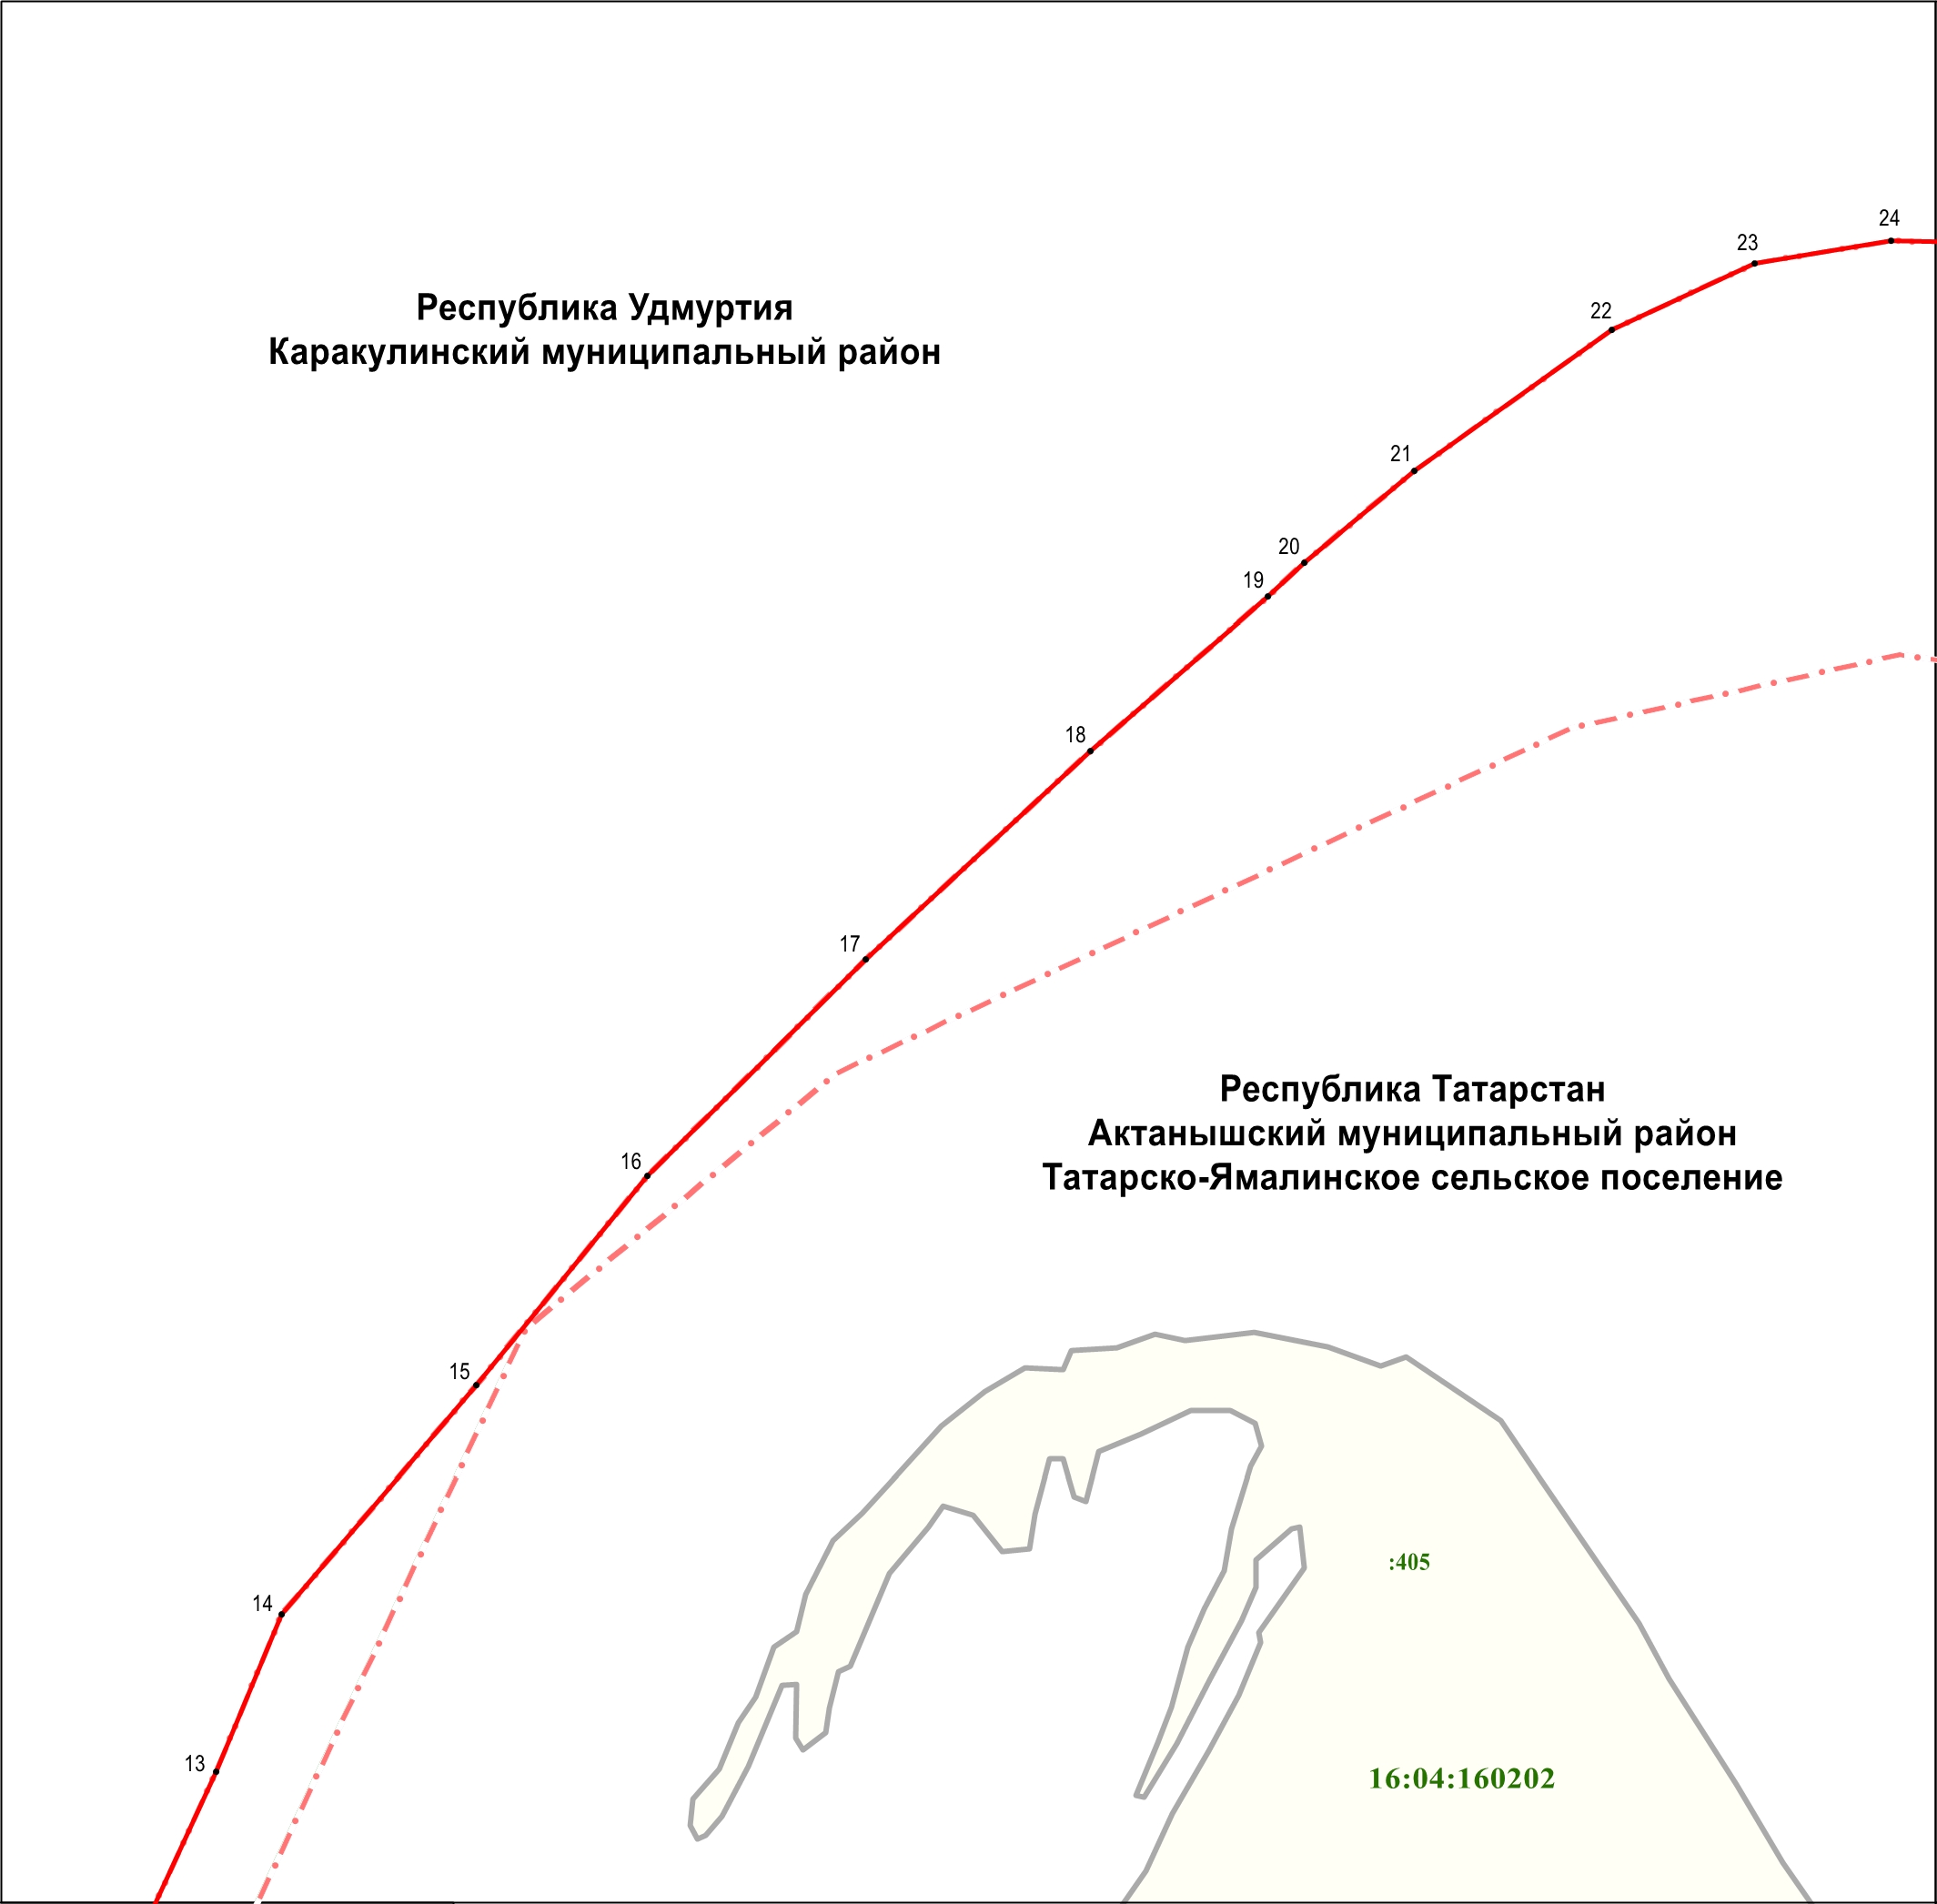 24
23
Республика Удмуртия
Каракулинский муниципальный район
22
21
20
19
18
17
Республика Татарстан
Актанышский муниципальный район
Татарско-Ямалинское сельское поселение
16
15
:405
14
13
16:04:160202